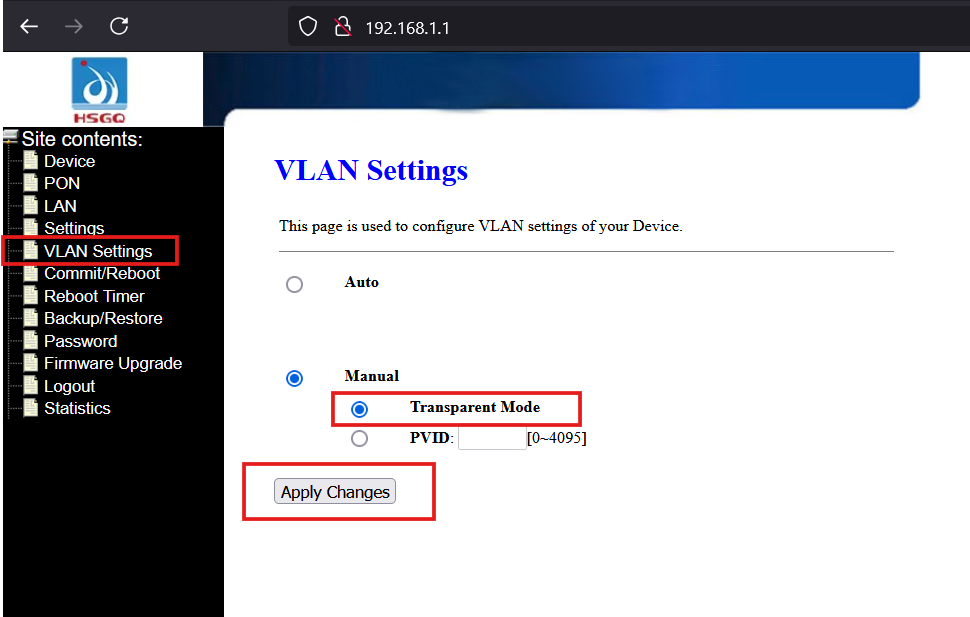 192.168.1.1
HSGQ
Site contents:
Device
PON
LAN
Settings
VLAN Settings
Commit/Reboot
Reboot Timer
Backup/Restore
Password
Firmware Upgrade
Logout
Statistics
VLAN Settings
This page is used to configure VLAN settings of your Device.
Auto
Manual
Transparent Mode
PVID: [0~4095]
Apply Changes